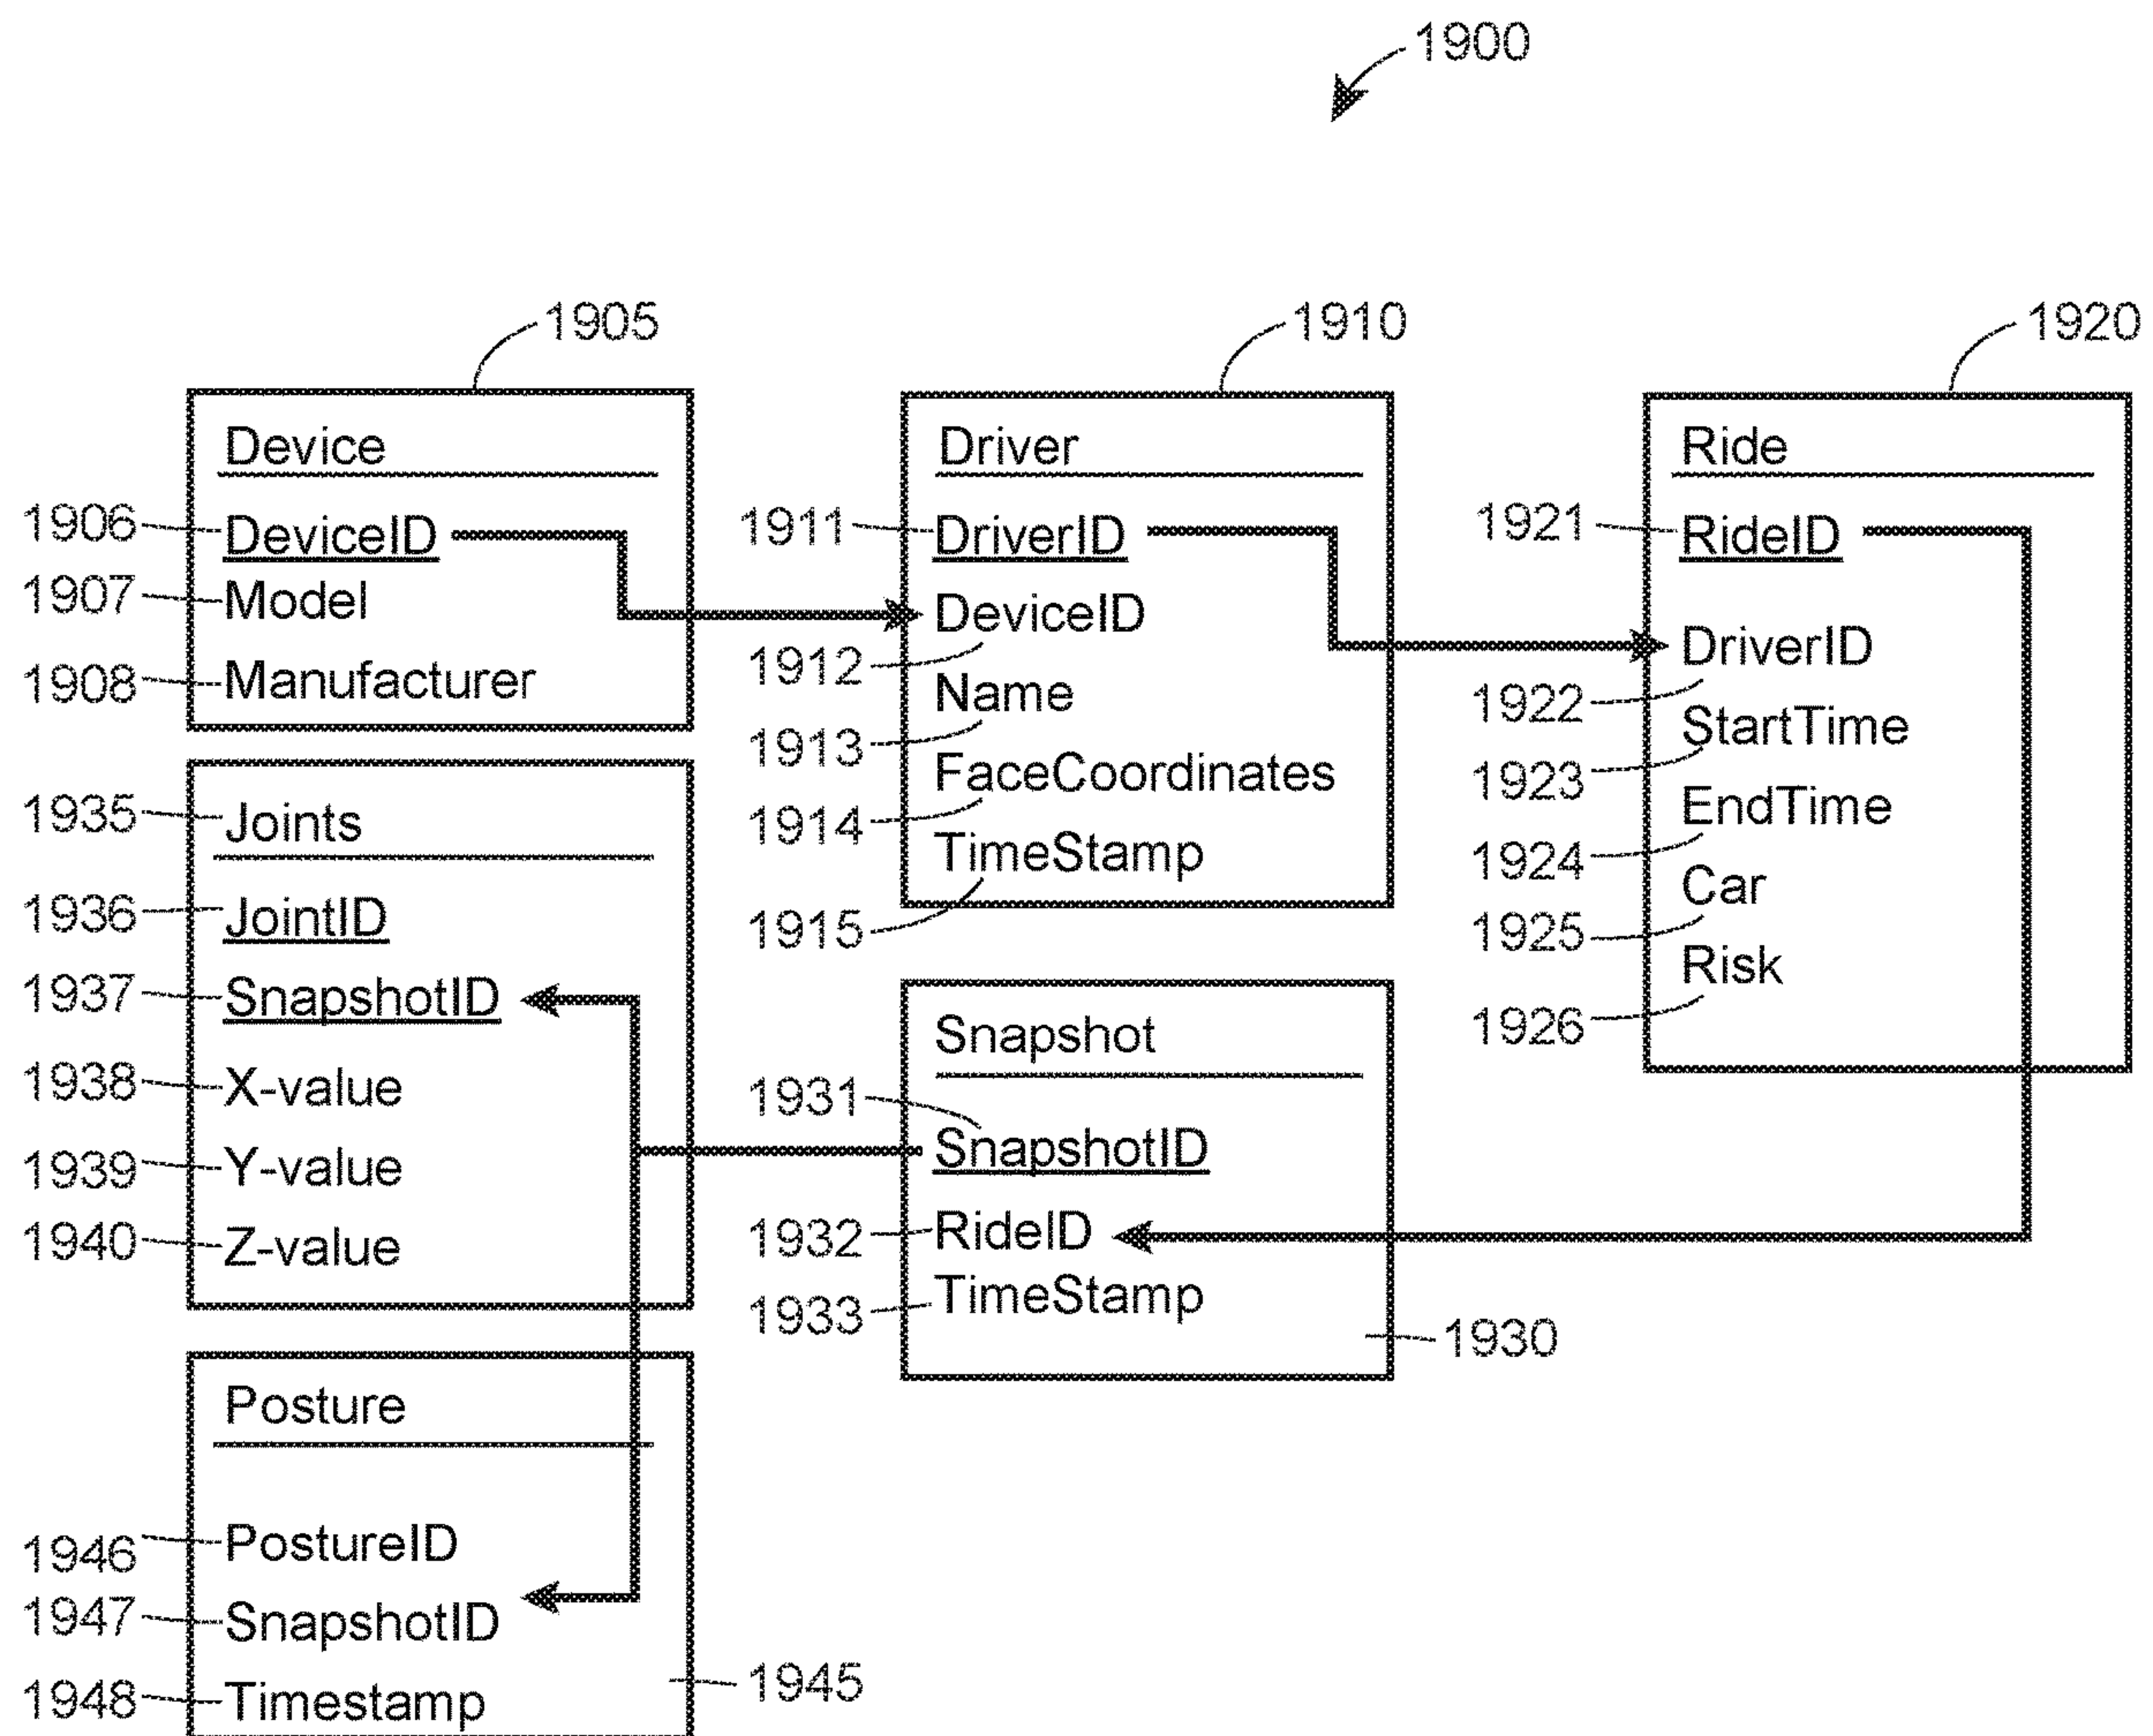 1900
1905
Device
1906 DeviceID
1907 Model
1908 Manufacturer
1910
Driver
1911 DriverID
DeviceID
1912
Name
1913
FaceCoordinates
1914
TimeStamp
1915
1920
Ride
1921 RideID
DriverID
1922
StartTime
1923
EndTime
1924
Car
1925
Risk
1926
1935 Joints
1936 JointID
1937 SnapshotID
1938 X-value
1939 Y-value
1940 Z-value
Snapshot
1931
SnapshotID
1932 RideID
1933 TimeStamp
1930
Posture
1946 PostureID
1947 SnapshotID
1948 Timestamp
1945